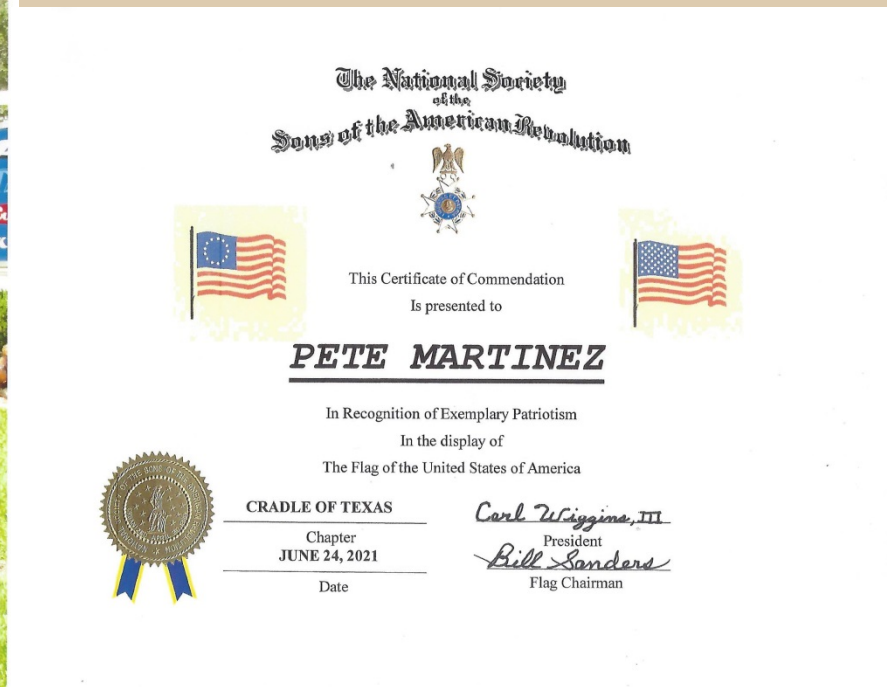 The National Society
of the
Sons of the American Revolution
This Certificate of Commendation
Is presented to
PETE MARTINEZ
In Recognition of Exemplary Patriotism
In the display of
The Flag of the United States of America
CRADLE OF TEXAS
Chapter
JUNE 24, 2021
Date
Carl Wiggins, III
President
Bill Sanders
Flag Chairman